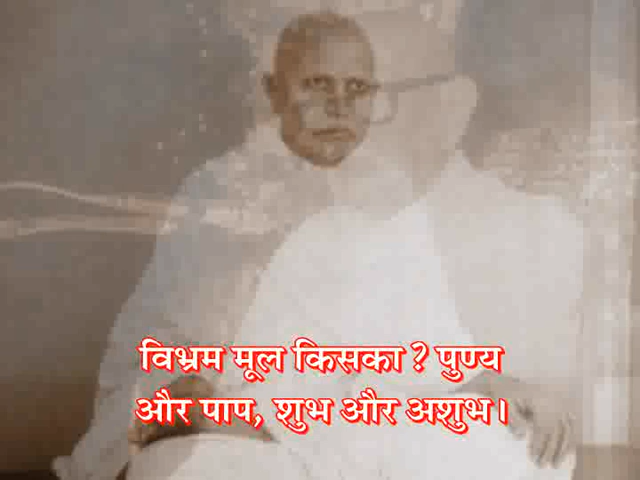 विभ्रम मूल किसका ? पुण्य
और पाप, शुभ और अशुभ।